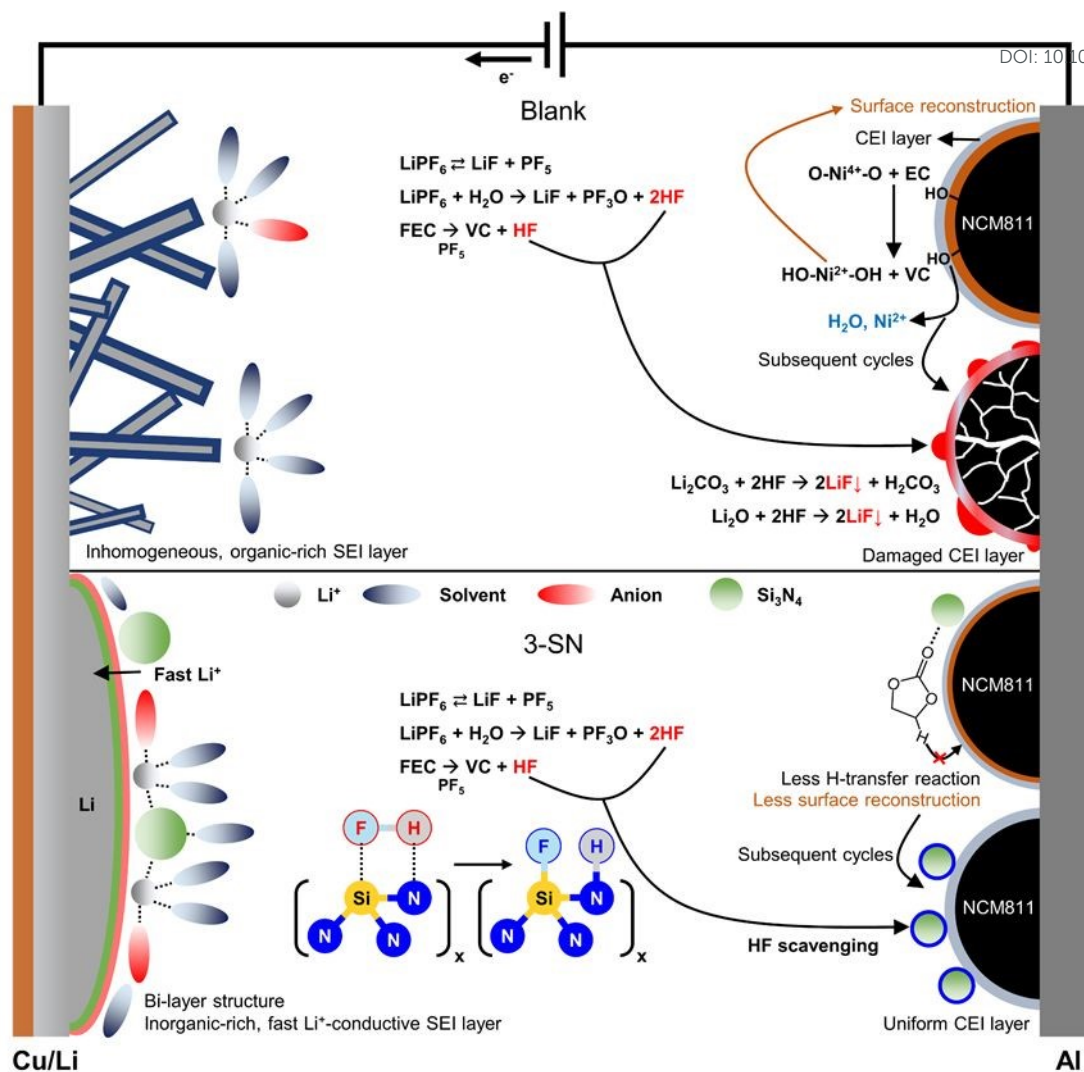 DOI: 10.10
e⁻
Blank
LiPF₆ ⇄ LiF + PF₅
LiPF₆ + H₂O → LiF + PF₃O + 2HF
FEC → VC + HF
PF₅
Surface reconstruction
CEI layer
O-Ni⁴⁺-O + EC
HO
NCM811
HO
HO-Ni²⁺-OH + VC
H₂O, Ni²⁺
Subsequent cycles
Li₂CO₃ + 2HF → 2LiF↓ + H₂CO₃
Li₂O + 2HF → 2LiF↓ + H₂O
Inhomogeneous, organic-rich SEI layer
Damaged CEI layer
Li⁺
Solvent
Anion
Si₃N₄
3-SN
Fast Li⁺
LiPF₆ ⇄ LiF + PF₅
LiPF₆ + H₂O → LiF + PF₃O + 2HF
FEC → VC + HF
PF₅
Li
O
O
O
H
NCM811
Less H-transfer reaction
Less surface reconstruction
Subsequent cycles
NCM811
F
H
Si
N
N
N
x
F
H
Si
N
N
N
x
HF scavenging
Bi-layer structure
Inorganic-rich, fast Li⁺-conductive SEI layer
Uniform CEI layer
Cu/Li
Al